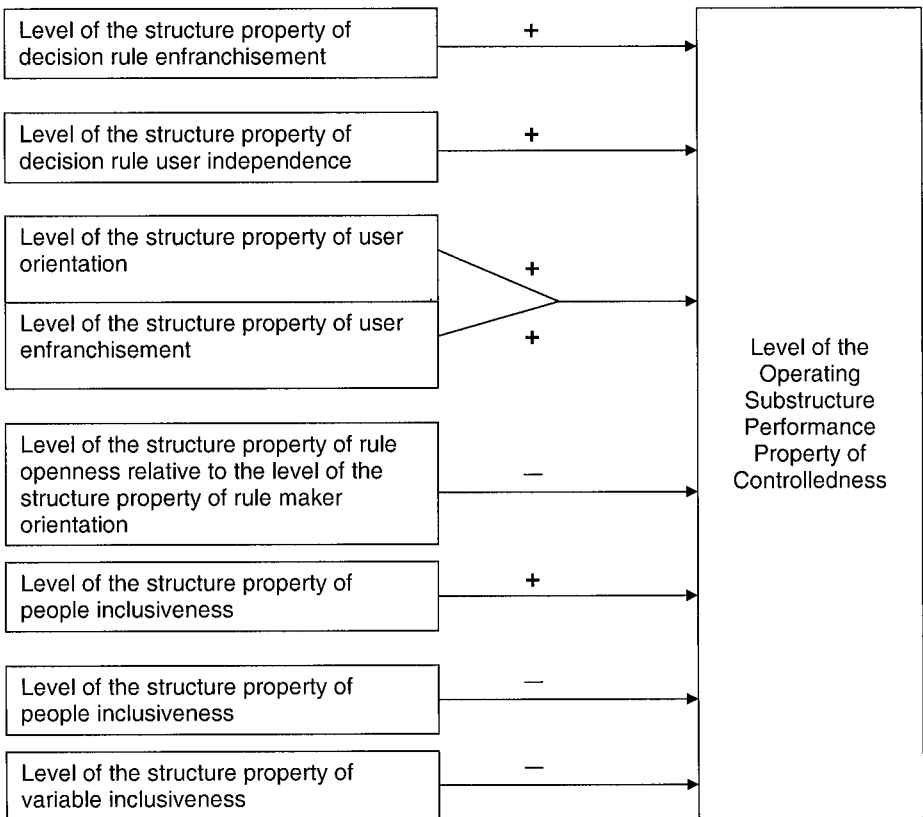 Level of the structure property of
decision rule enfranchisement
+
Level of the structure property of
decision rule user independence
+
Level of the structure property of user
orientation
+
Level of the structure property of user
enfranchisement
+
Level of the structure property of rule
openness relative to the level of the
structure property of rule maker
orientation
—
Level of the structure property of
people inclusiveness
+
Level of the structure property of
people inclusiveness
—
Level of the structure property of
variable inclusiveness
—
Level of the
Operating
Substructure
Performance
Property of
Controlledness